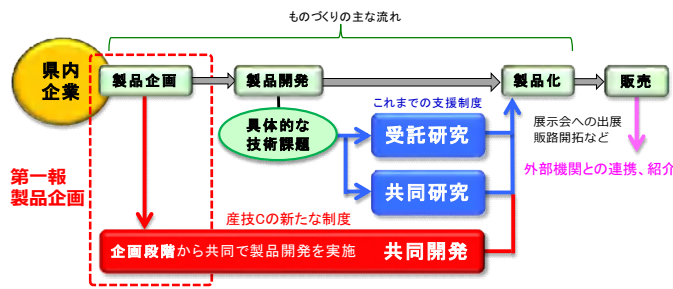 ものづくりの主な流れ
県内
企業
製品企画
製品開発
製品化
販売
これまでの支援制度
具体的な
技術課題
受託研究
共同研究
展示会への出展
販路開拓など
外部機関との連携、紹介
第一報
製品企画
産技Cの新たな制度
企画段階から共同で製品開発を実施 共同開発